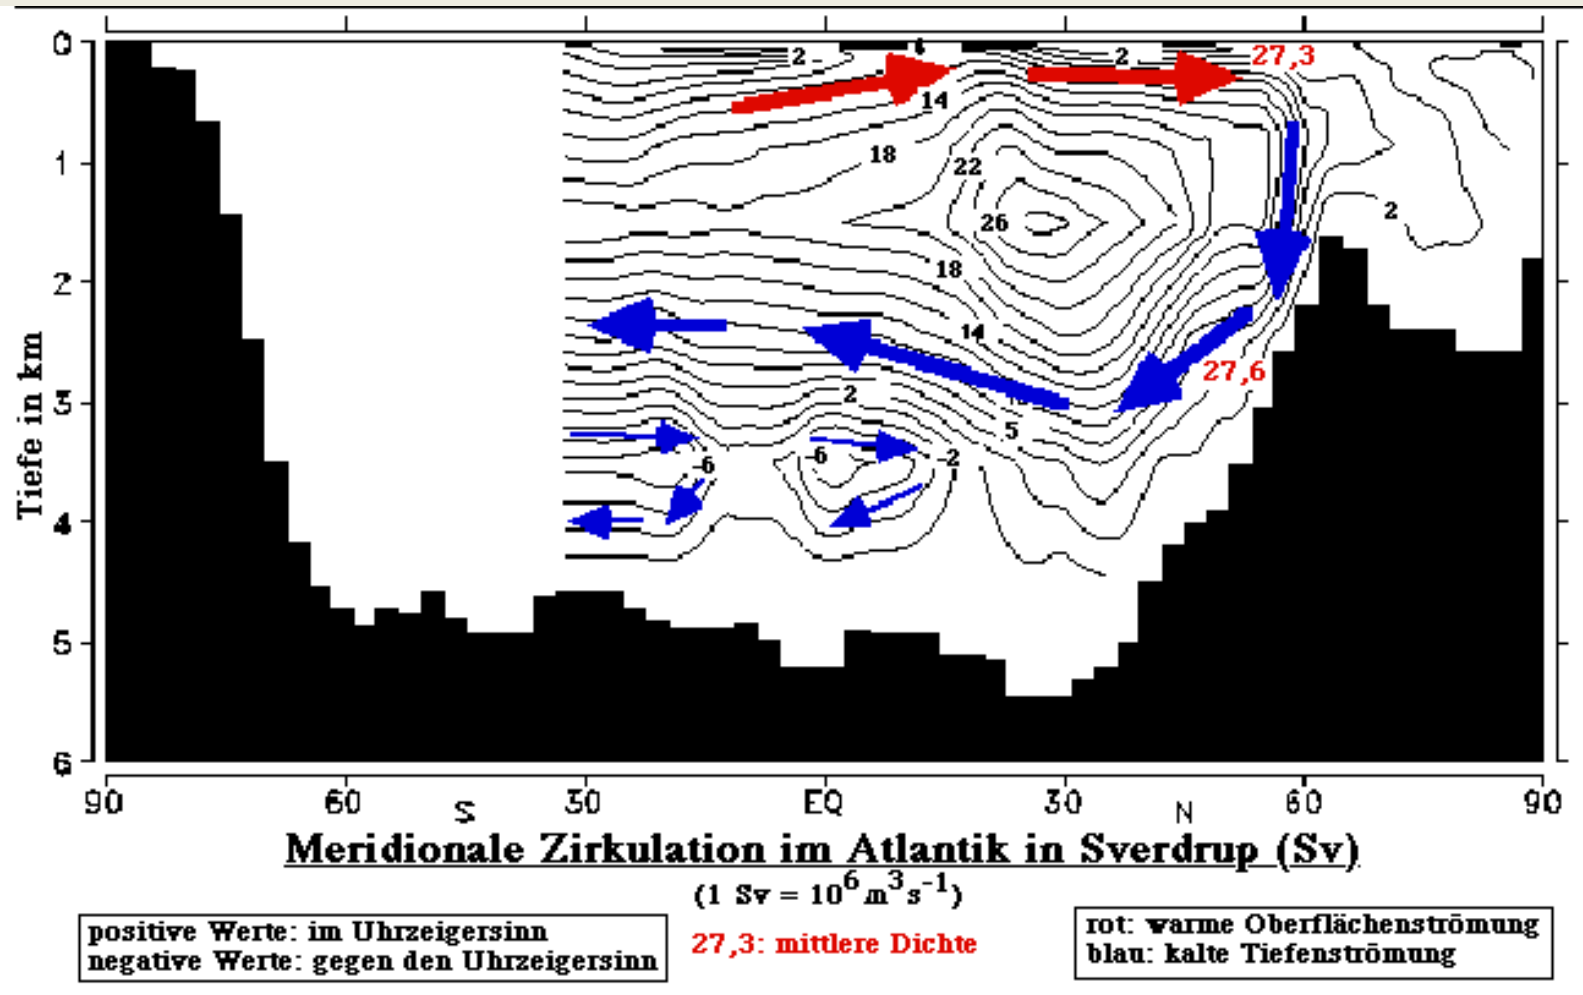 0
1
2
3
4
5
6
Tiefe in km
2
2
27,3
14
18
22
26
2
18
14
27,6
2
5
-6
-6
-2
90
60
S
30
EQ
30
N
60
90
Meridionale Zirkulation im Atlantik in Sverdrup (Sv)
(1 Sv = 10⁶ m³s⁻¹)
positive Werte: im Uhrzeigersinn
negative Werte: gegen den Uhrzeigersinn
27,3: mittlere Dichte
rot: warme Oberflächenströmung
blau: kalte Tiefenströmung